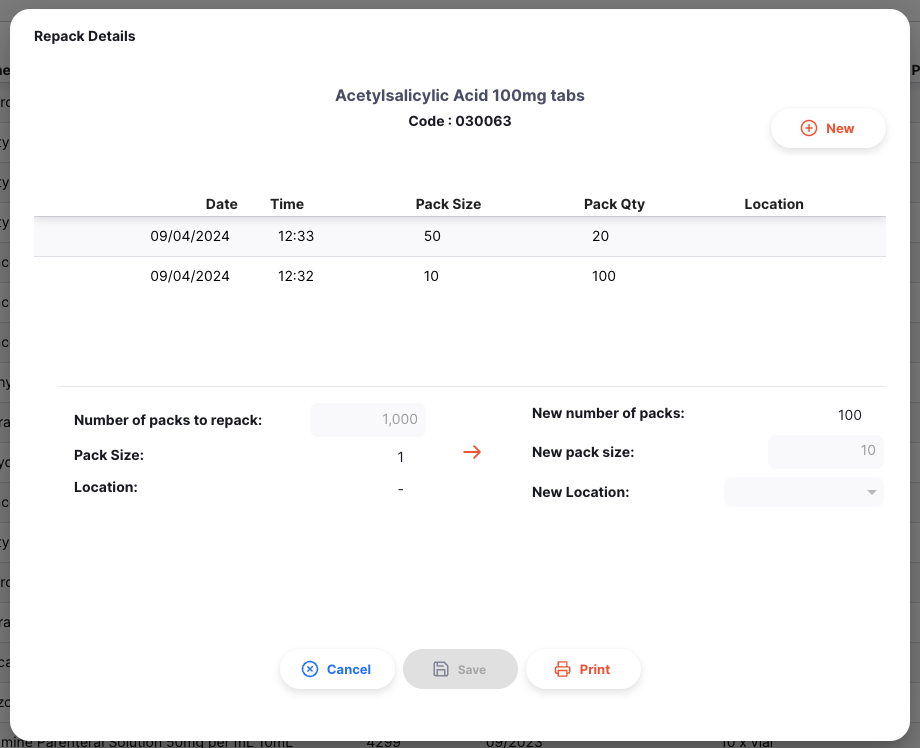 Repack Details
Acetylsalicylic Acid 100mg tabs
Code : 030063
New
Date Time Pack Size Pack Qty Location
09/04/2024 12:33 50 20
09/04/2024 12:32 10 100
Number of packs to repack: 1,000
Pack Size: 1
Location: -
New number of packs: 100
New pack size: 10
New Location:
Cancel Save Print